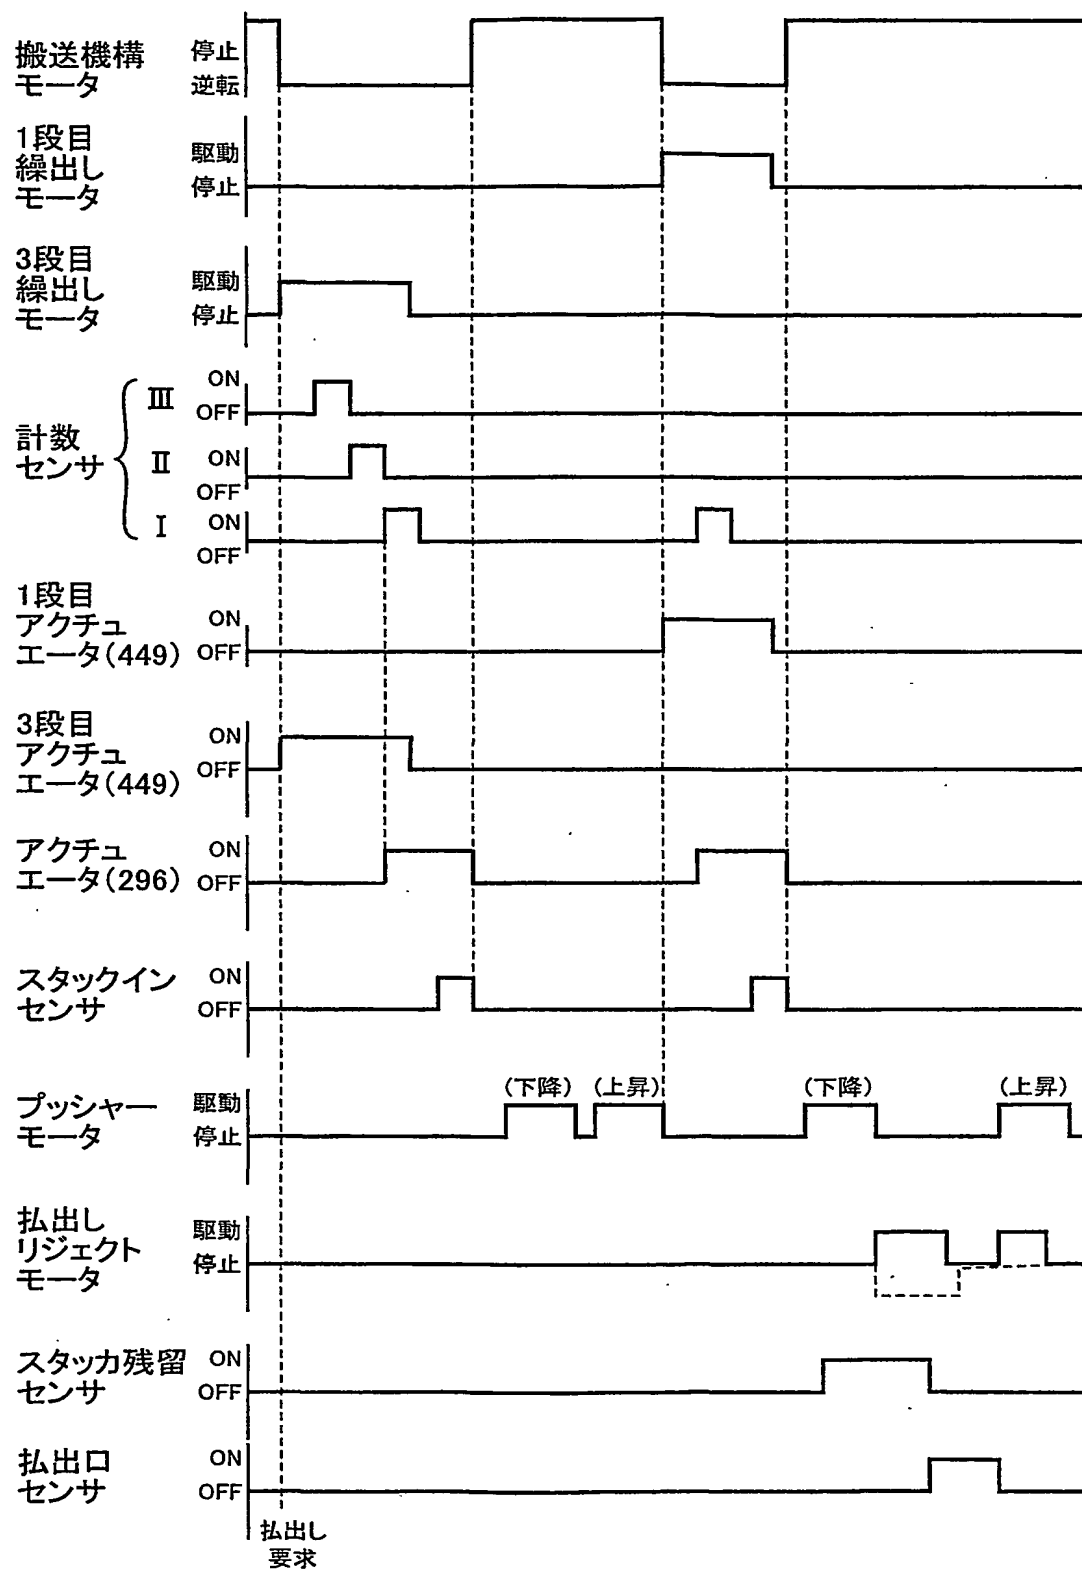 搬送機構
モータ
停止
逆転
1段目
繰出し
モータ
駆動
停止
3段目
繰出し
モータ
駆動
停止
計数
センサ
III
ON
OFF
II
ON
OFF
I
ON
OFF
1段目
アクチュ
エータ(449)
ON
OFF
3段目
アクチュ
エータ(449)
ON
OFF
アクチュ
エータ(296)
ON
OFF
スタックイン
センサ
ON
OFF
プッシャー
モータ
駆動
停止
(下降)
(上昇)
(下降)
(上昇)
払出し
リジェクト
モータ
駆動
停止
スタッカ残留
センサ
ON
OFF
払出口
センサ
ON
OFF
払出し
要求